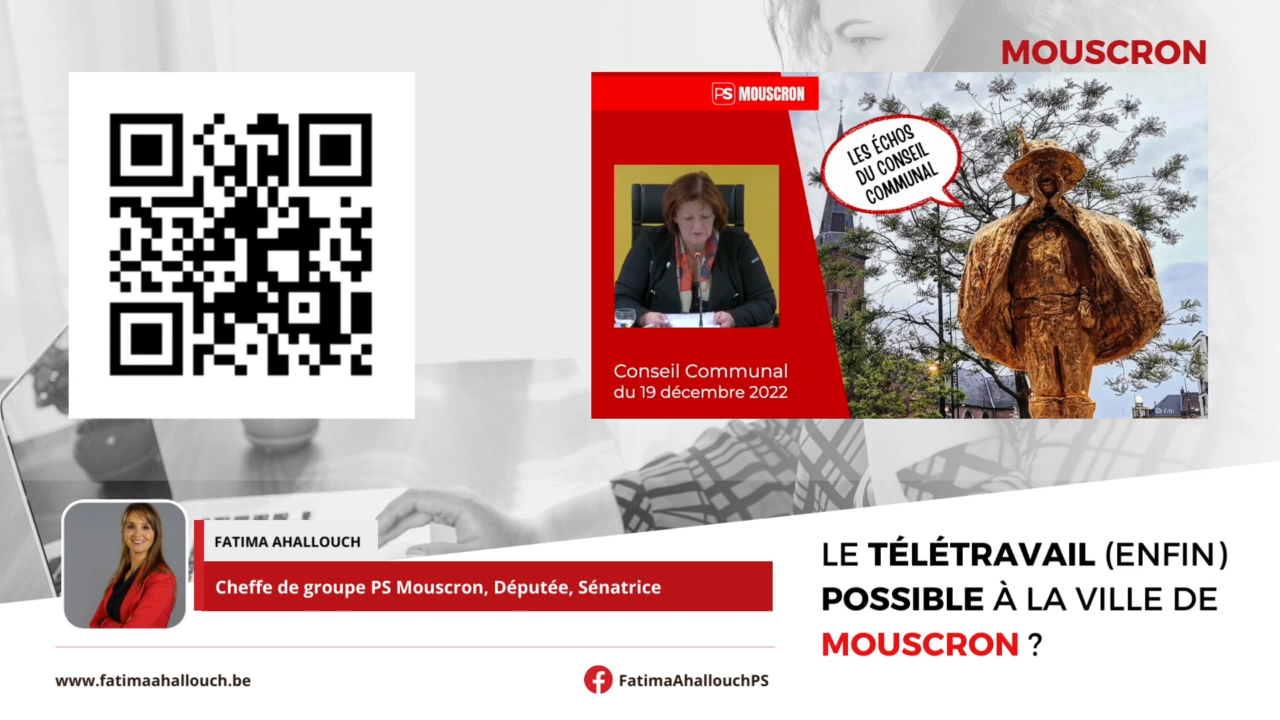 MOUSCRON
PS MOUSCRON
LES ÉCHOS
DU CONSEIL
COMMUNAL
Conseil Communal
du 19 décembre 2022
FATIMA AHALLOUCH
Cheffe de groupe PS Mouscron, Députée, Sénatrice
LE TÉLÉTRAVAIL (ENFIN)
POSSIBLE À LA VILLE DE
MOUSCRON ?
www.fatimaahallouch.be
FatimaAhallouchPS